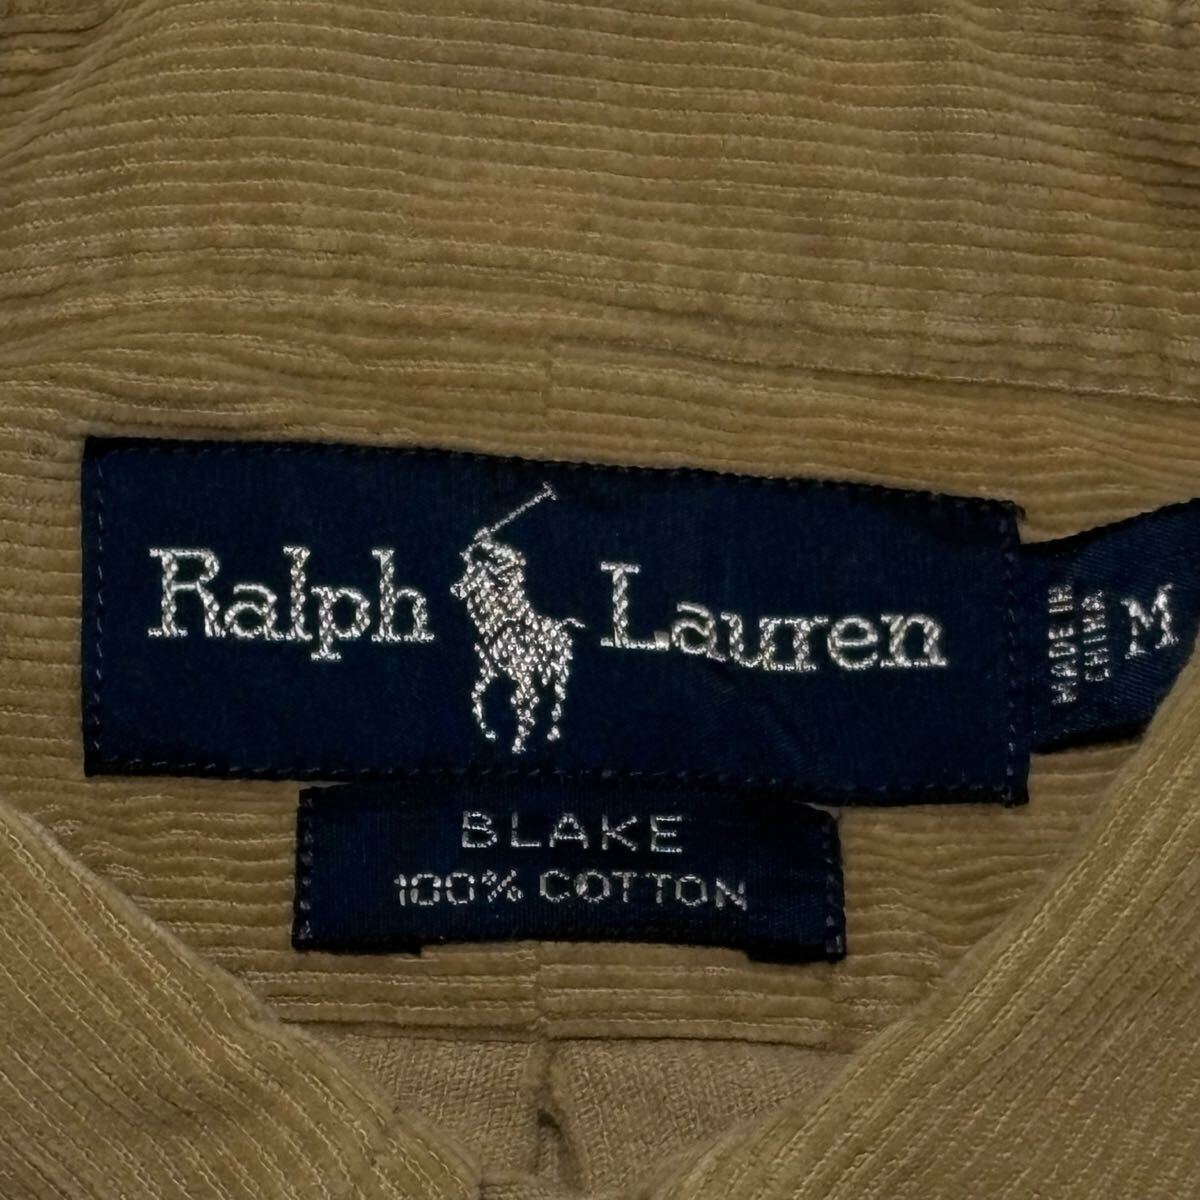 Ralph Lauren
MADE IN
CHINA
M
BLAKE
100% COTTON